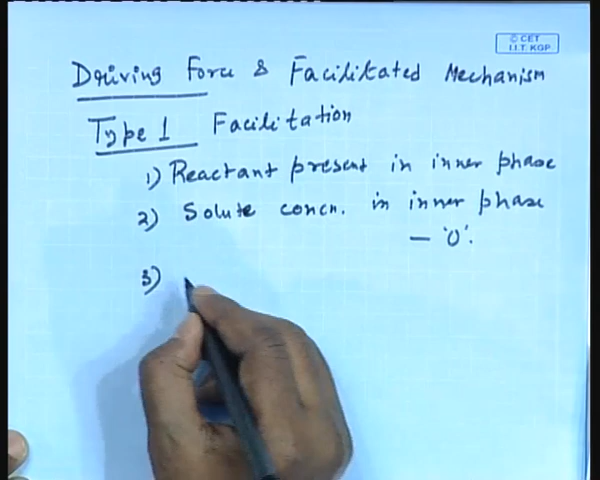 © CET
I.I.T. KGP
Driving Force & Facilitated Mechanism
Type 1 Facilitation
1) Reactant present in inner phase
2) Solute concn. in inner phase
— '0'.
3)